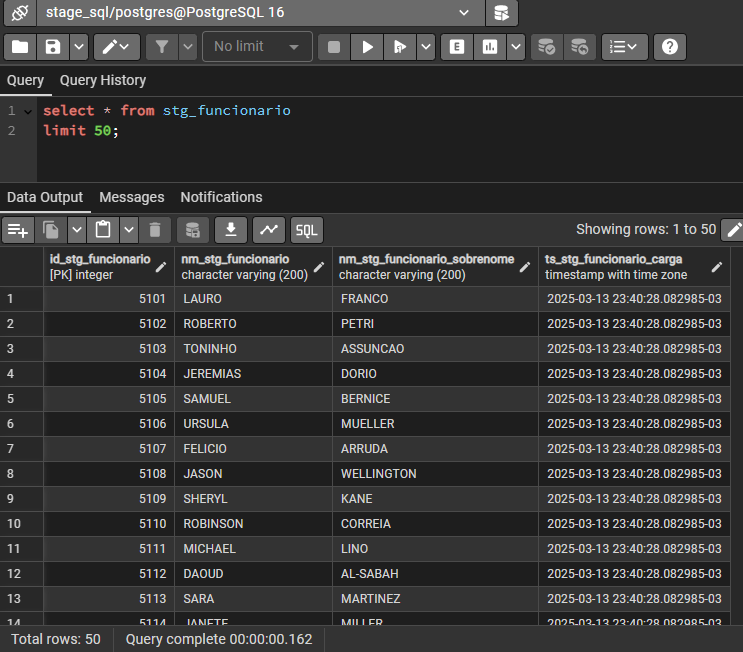 stage_sql/postgres@PostgreSQL 16
No limit
E
SQL
Query Query History
1 select * from stg_funcionario
2 limit 50;
Data Output Messages Notifications
SQL Showing rows: 1 to 50
id_stg_funcionario nm_stg_funcionario nm_stg_funcionario_sobrenome ts_stg_funcionario_carga
[PK] integer character varying (200) character varying (200) timestamp with time zone
1 5101 LAURO FRANCO 2025-03-13 23:40:28.082985-03
2 5102 ROBERTO PETRI 2025-03-13 23:40:28.082985-03
3 5103 TONINHO ASSUNCAO 2025-03-13 23:40:28.082985-03
4 5104 JEREMIAS DORIO 2025-03-13 23:40:28.082985-03
5 5105 SAMUEL BERNICE 2025-03-13 23:40:28.082985-03
6 5106 URSULA MUELLER 2025-03-13 23:40:28.082985-03
7 5107 FELICIO ARRUDA 2025-03-13 23:40:28.082985-03
8 5108 JASON WELLINGTON 2025-03-13 23:40:28.082985-03
9 5109 SHERYL KANE 2025-03-13 23:40:28.082985-03
10 5110 ROBINSON CORREIA 2025-03-13 23:40:28.082985-03
11 5111 MICHAEL LINO 2025-03-13 23:40:28.082985-03
12 5112 DAOUD AL-SABAH 2025-03-13 23:40:28.082985-03
13 5113 SARA MARTINEZ 2025-03-13 23:40:28.082985-03
14 5114 JANETE MILLER 2025-03-13 23:40:28.082985-03
Total rows: 50 Query complete 00:00:00.162